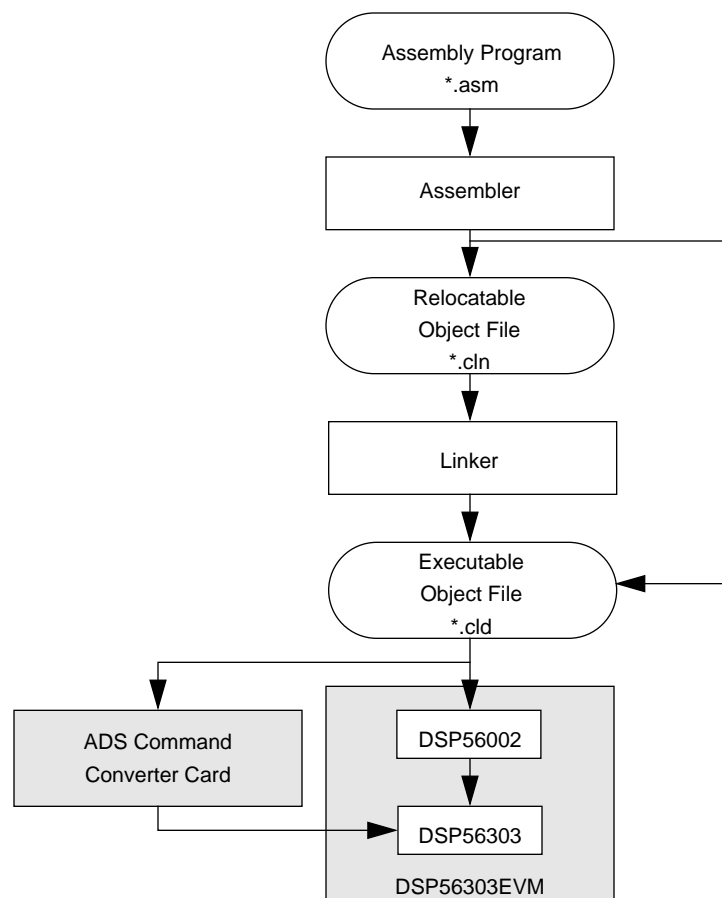 Assembly Program
*.asm
Assembler
Relocatable
Object File
*.cln
Linker
Executable
Object File
*.cld
ADS Command
Converter Card
DSP56002
DSP56303
DSP56303EVM